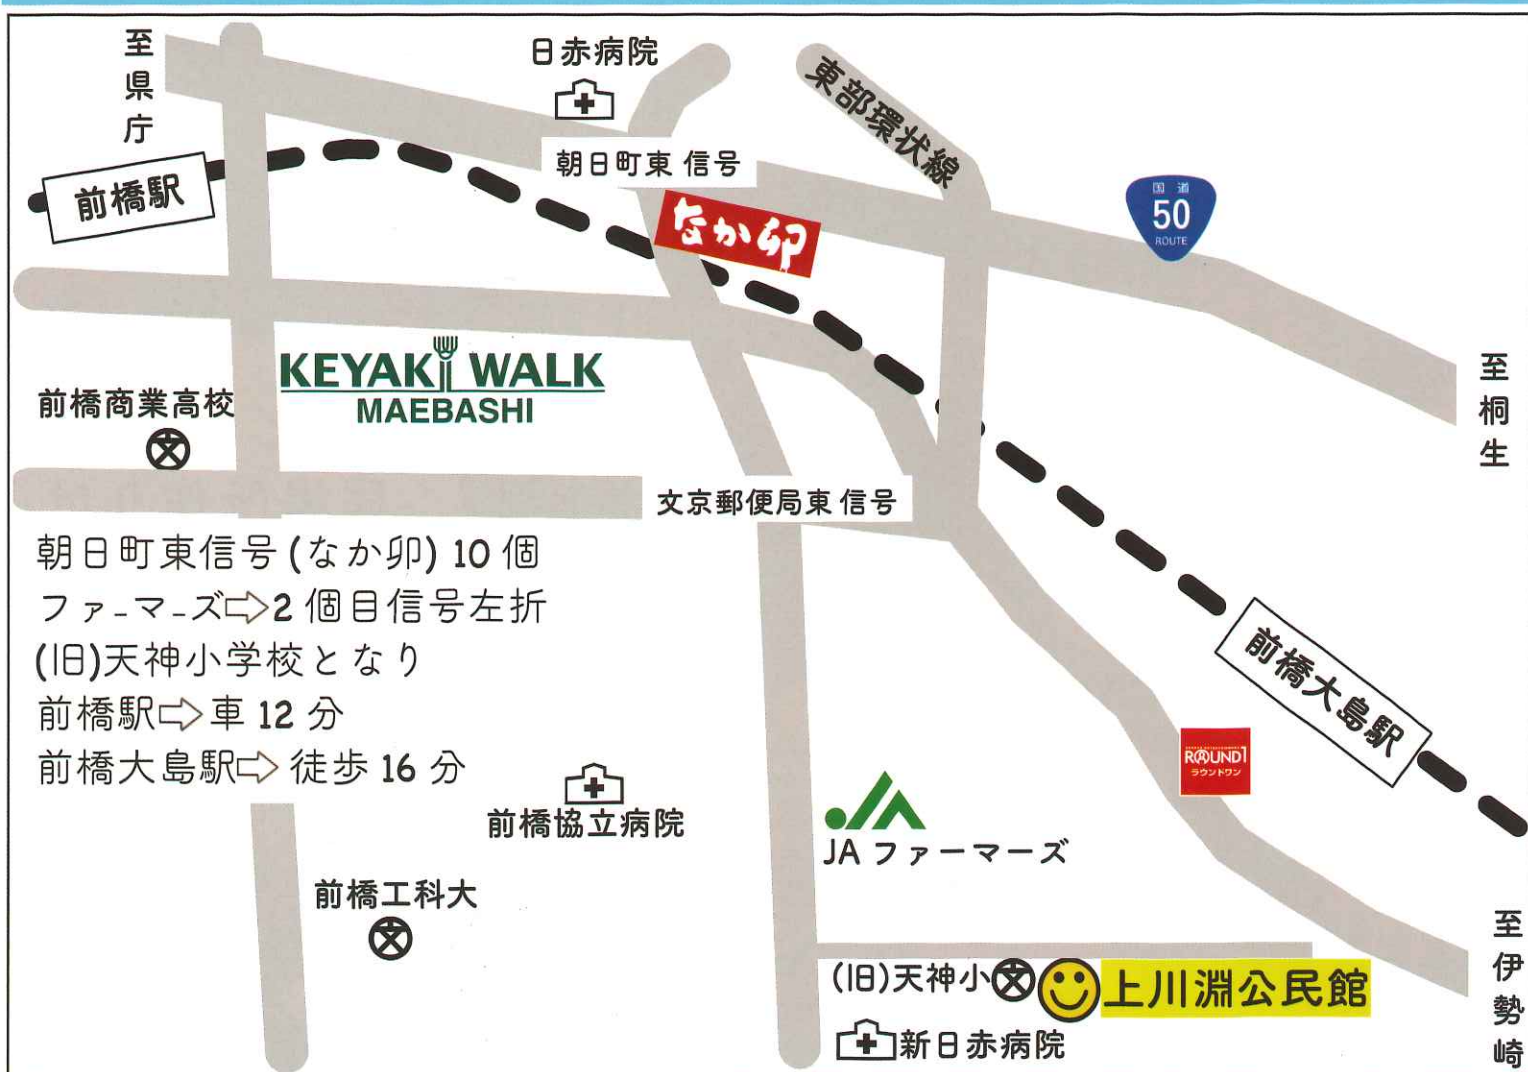 至県庁
日赤病院
東部環状線
朝日町東 信号
前橋駅
なか卯
国道
50
ROUTE
KEYAKI WALK
MAEBASHI
至桐生
前橋商業高校
文京郵便局東 信号
朝日町東信号 (なか卯) 10 個
ファ-マ-ズ⇨2 個目信号左折
(旧)天神小学校となり
前橋駅⇨車 12 分
前橋大島駅⇨ 徒歩 16 分
前橋大島駅
ROUND1
ラウンドワン
前橋協立病院
JA
JA ファーマーズ
前橋工科大
至伊勢崎
(旧)天神小
上川淵公民館
新日赤病院